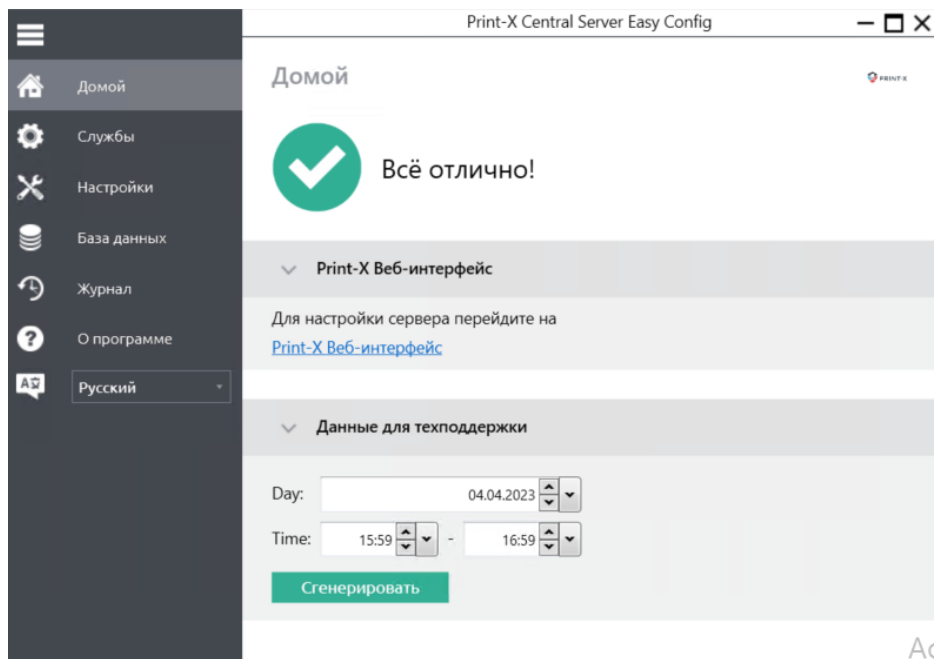 Print-X Central Server Easy Config
Домой
Службы
Настройки
База данных
Журнал
О программе
Русский
Домой
PRINT-X
Всё отлично!
Print-X Веб-интерфейс
Для настройки сервера перейдите на
Print-X Веб-интерфейс
Данные для техподдержки
Day: 04.04.2023
Time: 15:59 - 16:59
Сгенерировать